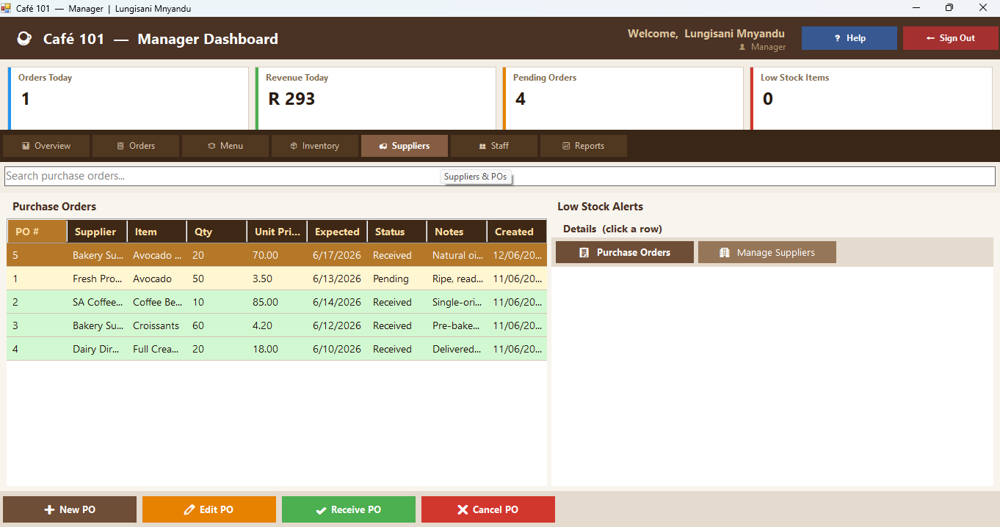 Café 101 — Manager | Lungisani Mnyandu
Café 101 — Manager Dashboard
Welcome, Lungisani Mnyandu
Manager
? Help
← Sign Out
Orders Today
1
Revenue Today
R 293
Pending Orders
4
Low Stock Items
0
Overview
Orders
Menu
Inventory
Suppliers
Staff
Reports
Search purchase orders...
Suppliers & POs
Purchase Orders
PO # Supplier Item Qty Unit Pri... Expected Status Notes Created
5 Bakery Su... Avocado ... 20 70.00 6/17/2026 Received Natural oi... 12/06/20...
1 Fresh Pro... Avocado 50 3.50 6/13/2026 Pending Ripe, read... 11/06/20...
2 SA Coffee... Coffee Be... 10 85.00 6/14/2026 Received Single-ori... 11/06/20...
3 Bakery Su... Croissants 60 4.20 6/12/2026 Received Pre-bake... 11/06/20...
4 Dairy Dir... Full Crea... 20 18.00 6/10/2026 Received Delivered... 11/06/20...
Low Stock Alerts
Details (click a row)
Purchase Orders
Manage Suppliers
New PO
Edit PO
Receive PO
Cancel PO